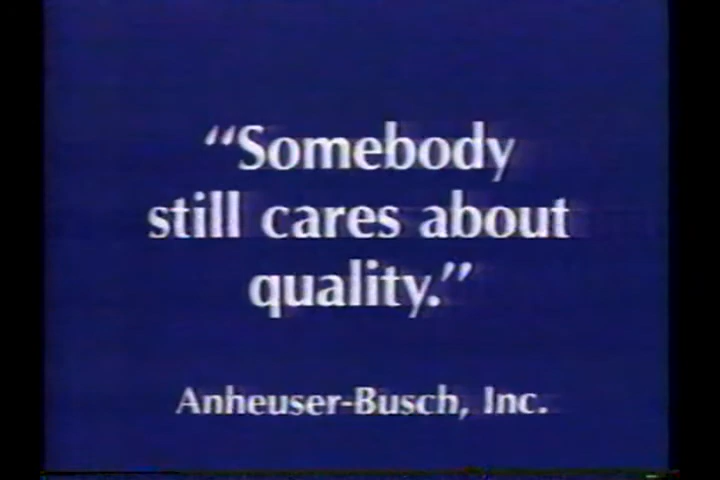 “Somebody
still cares about
quality.”
Anheuser-Busch, Inc.